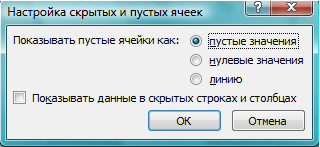 Настройка скрытых и пустых ячеек
Показывать пустые ячейки как: пустые значения
нулевые значения
линию
Показывать данные в скрытых строках и столбцах
ОК Отмена